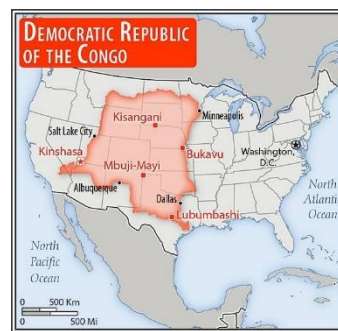 DEMOCRATIC REPUBLIC
OF THE CONGO
Kisangani
Minneapolis
Salt Lake City
Kinshasa
Bukavu
Washington,
D.C.
Mbuji-Mayi
Albuquerque
Dallas
Lubumbashi
North
Atlantic
Ocean
North
Pacific
Ocean
0 500 Km
0 500 Mi